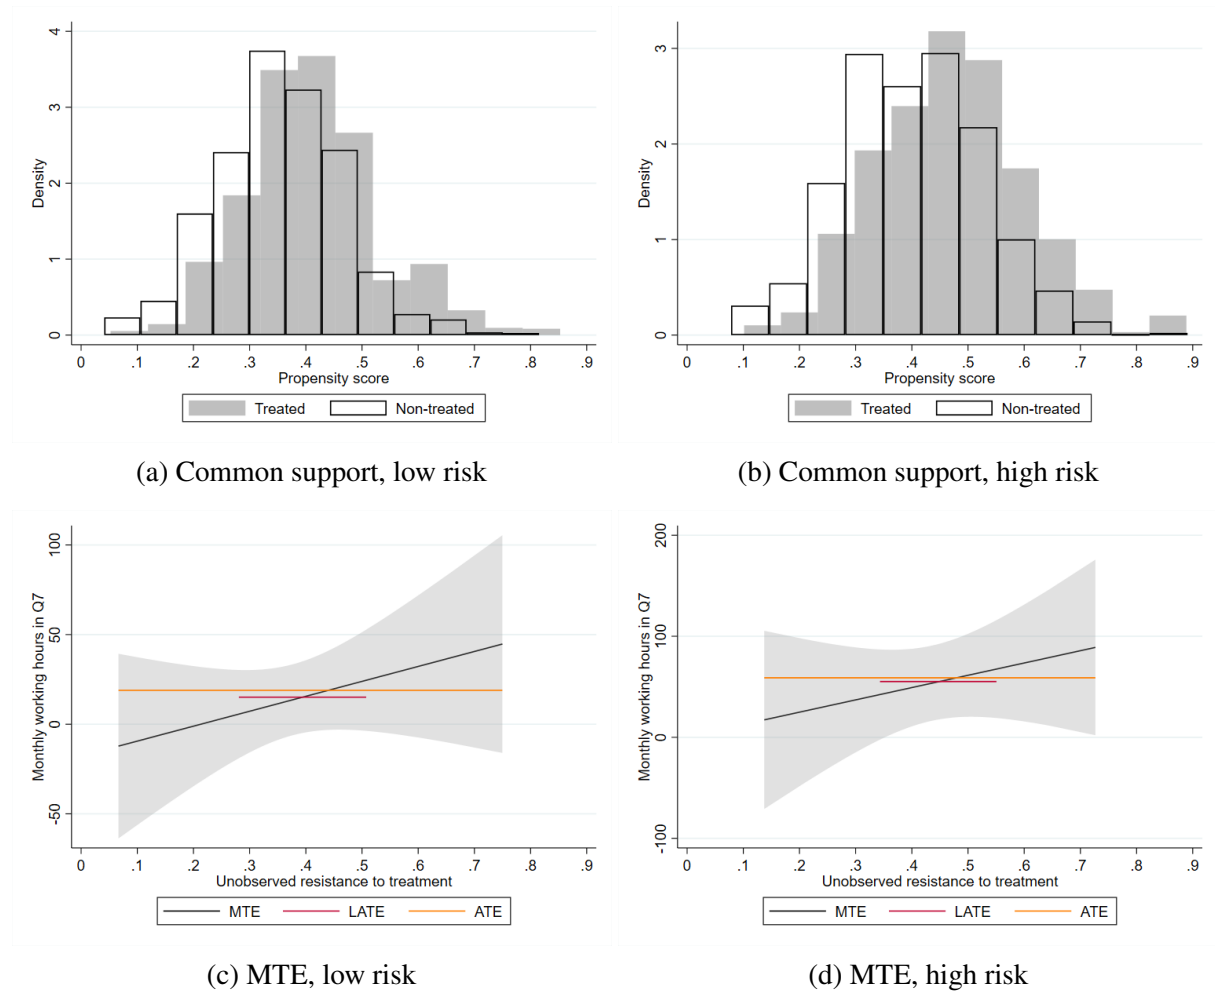 4
3
2
1
0
Density
0 .1 .2 .3 .4 .5 .6 .7 .8 .9
Propensity score
Treated Non-treated
(a) Common support, low risk
3
2
1
0
Density
0 .1 .2 .3 .4 .5 .6 .7 .8 .9
Propensity score
Treated Non-treated
(b) Common support, high risk
100
50
0
-50
Monthly working hours in Q7
0 .1 .2 .3 .4 .5 .6 .7 .8 .9
Unobserved resistance to treatment
MTE LATE ATE
(c) MTE, low risk
200
100
0
-100
Monthly working hours in Q7
0 .1 .2 .3 .4 .5 .6 .7 .8 .9
Unobserved resistance to treatment
MTE LATE ATE
(d) MTE, high risk